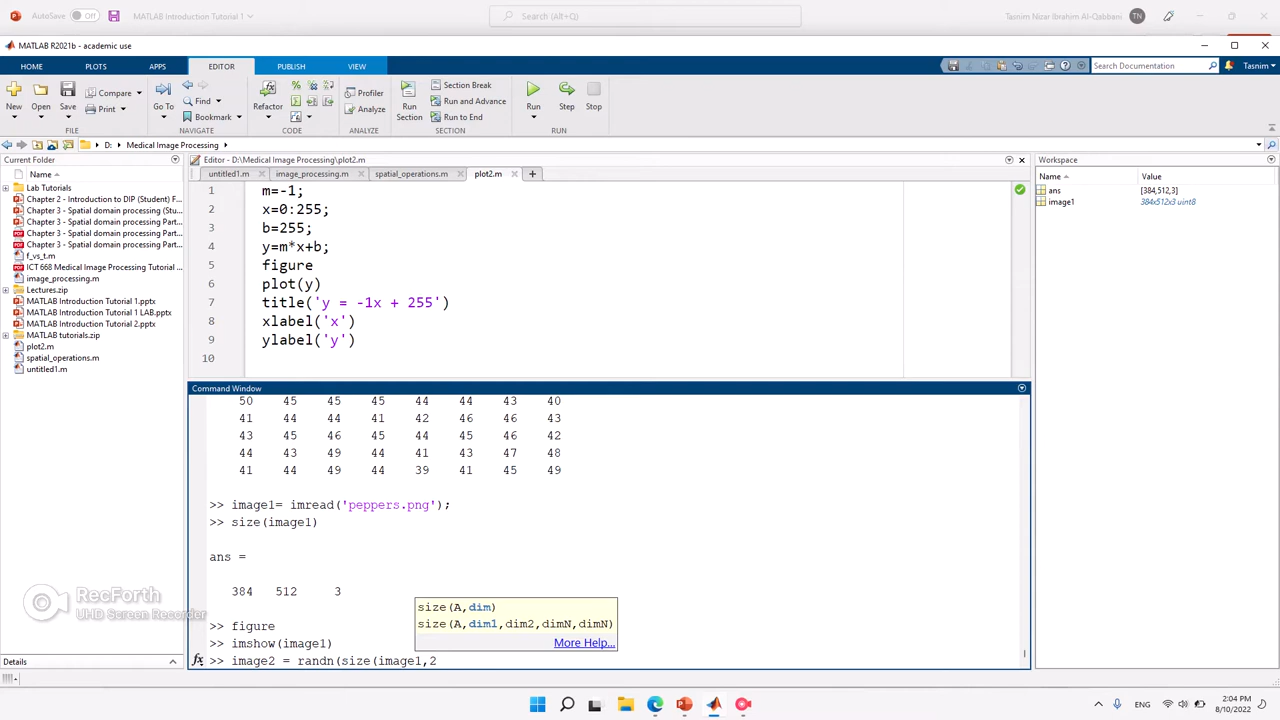 AutoSave Off MATLAB Introduction Tutorial 1 Search (Alt+Q) Tasnim Nizar Ibrahim Al-Qabbani TN
MATLAB R2021b - academic use
HOME PLOTS APPS EDITOR PUBLISH VIEW Search Documentation Tasnim
New Open Save Compare Print Go To Find Bookmark Refactor Profiler Analyze Run Section Section Break Run and Advance Run to End Run Step Stop
FILE NAVIGATE CODE ANALYZE SECTION RUN
D: Medical Image Processing
Current Folder
Name
Lab Tutorials
Chapter 2 - Introduction to DIP (Student) F...
Chapter 3 - Spatial domain processing (Stu...
Chapter 3 - Spatial domain processing Part...
Chapter 3 - Spatial domain processing Part...
Chapter 3 - Spatial domain processing Part...
f_vs_t.m
ICT 668 Medical Image Processing Tutorial ...
image_processing.m
Lectures.zip
MATLAB Introduction Tutorial 1.pptx
MATLAB Introduction Tutorial 1 LAB.pptx
MATLAB Introduction Tutorial 2.pptx
MATLAB tutorials.zip
plot2.m
spatial_operations.m
untitled1.m
Details
Editor - D:\Medical Image Processing\plot2.m
untitled1.m image_processing.m spatial_operations.m plot2.m
1 m=-1;
2 x=0:255;
3 b=255;
4 y=m*x+b;
5 figure
6 plot(y)
7 title('y = -1x + 255')
8 xlabel('x')
9 ylabel('y')
10
Command Window
50 45 45 45 44 44 43 40
41 44 44 41 42 46 46 43
43 45 46 45 44 45 46 42
44 43 49 44 41 43 47 48
41 44 49 44 39 41 45 49
>> image1= imread('peppers.png');
>> size(image1)
ans =
384 512 3
>> figure
>> imshow(image1)
fx >> image2 = randn(size(image1,2
size(A,dim)
size(A,dim1,dim2,dimN,dimN)
More Help...
Workspace
Name Value
ans [384,512,3]
image1 384x512x3 uint8
RecForth
UHD Screen Recorder
ENG
2:04 PM
8/10/2022